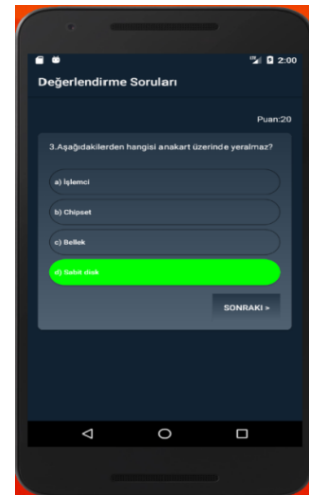 2:00
Değerlendirme Soruları
Puan:20
3.Aşağıdakilerden hangisi anakart üzerinde yeralmaz?
a) İşlemci
b) Chipset
c) Bellek
d) Sabit disk
SONRAKİ »